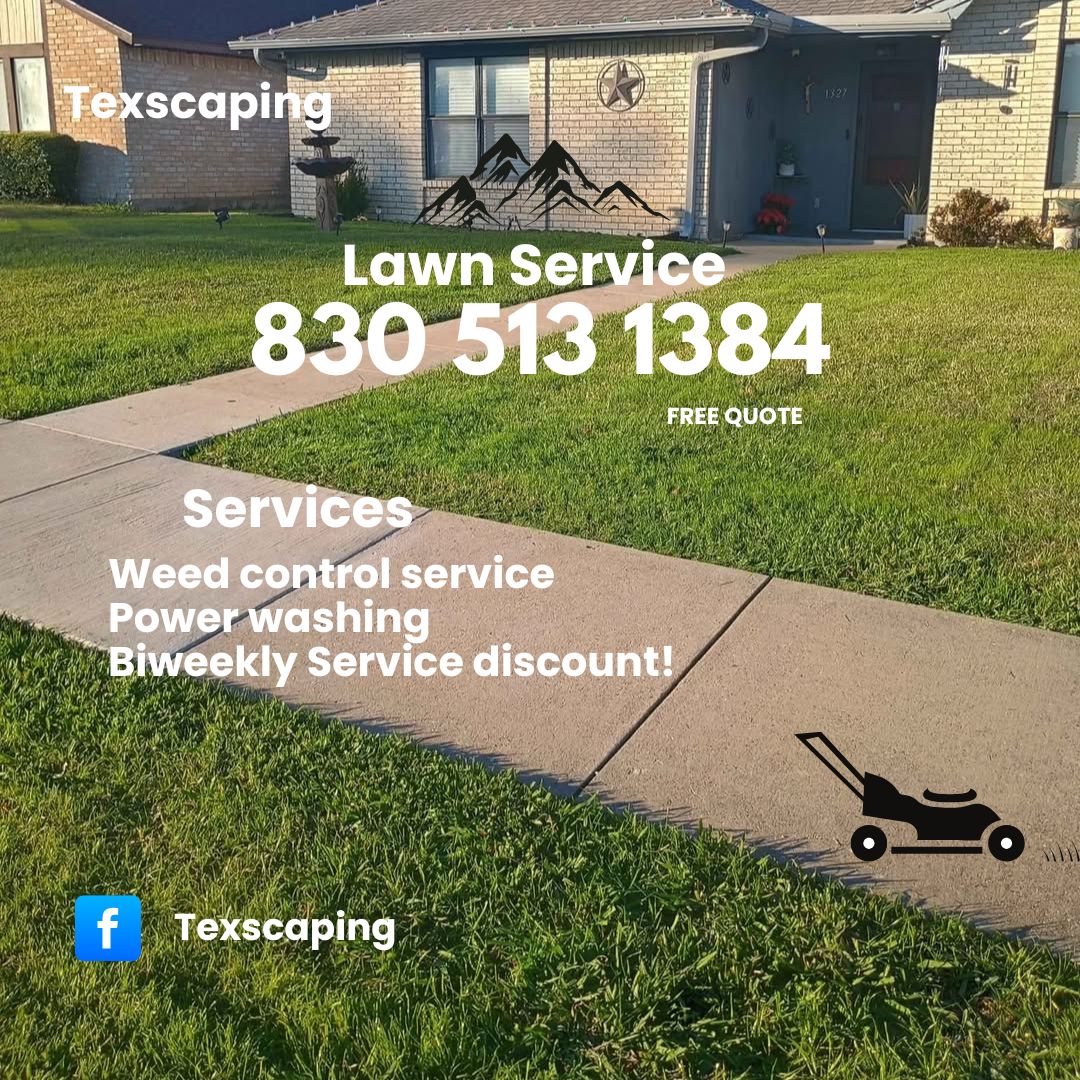 Texscaping
1327
Lawn Service
830 513 1384
FREE QUOTE
Services
Weed control service
Power washing
Biweekly Service discount!
f
Texscaping